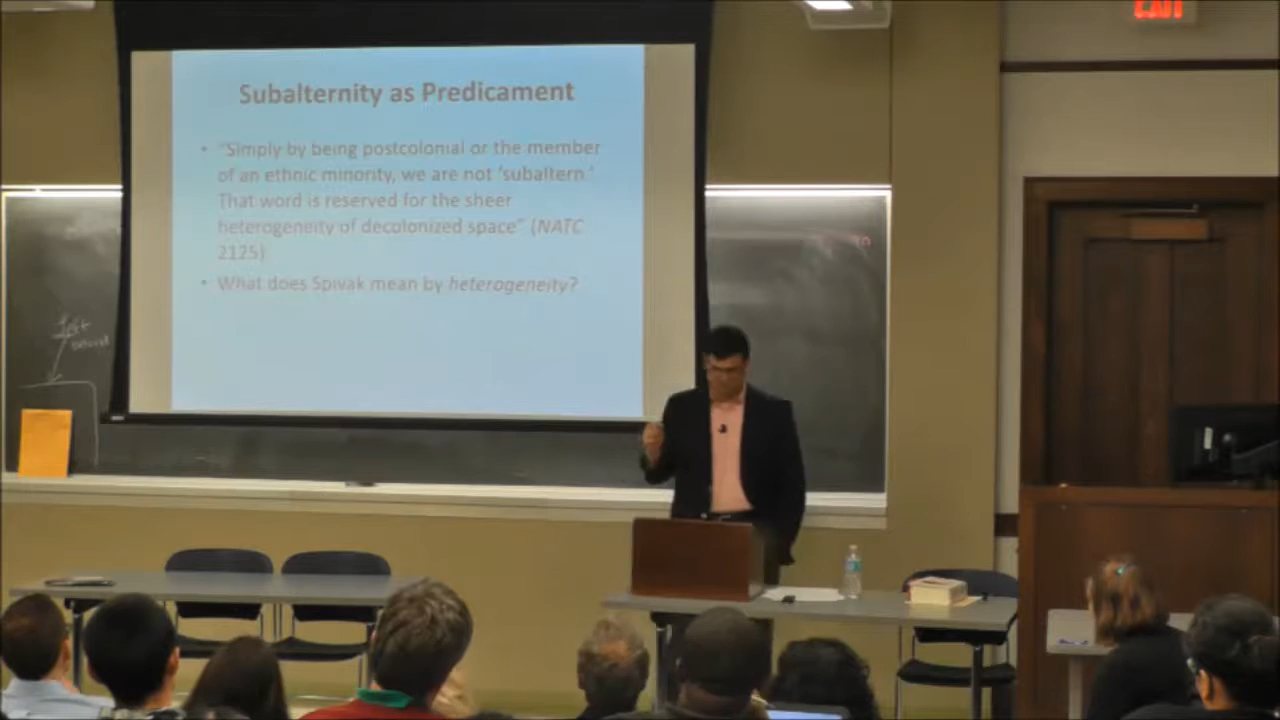 EXIT
Subalternity as Predicament
• "Simply by being postcolonial or the member
of an ethnic minority, we are not 'subaltern.'
That word is reserved for the sheer
heterogeneity of decolonized space" (NATC
2125)
• What does Spivak mean by heterogeneity?